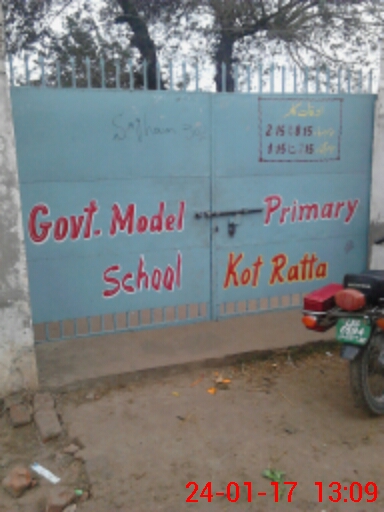 Govt. Model Primary
School Kot Ratta
24-01-17 13:09